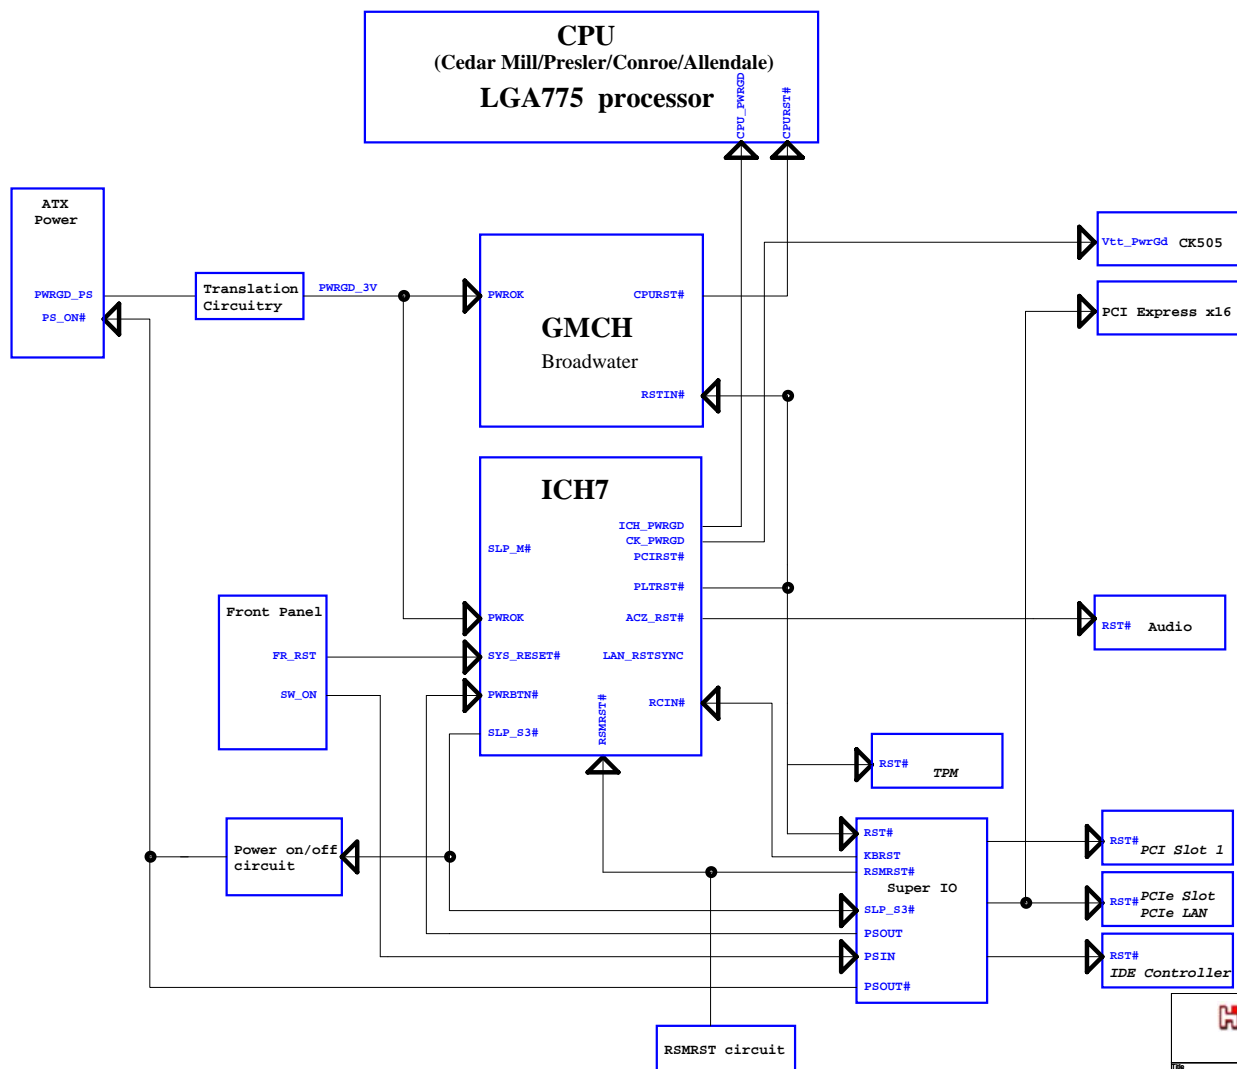 CPU
(Cedar Mill/Presler/Conroe/Allendale)
LGA775 processor
CPU_PWRGD
CPURST#
ATX
Power
PWRGD_PS
PS_ON#
Translation
Circuitry
PWRGD_3V
PWROK
CPURST#
GMCH
Broadwater
RSTIN#
Vtt_PwrGd CK505
PCI Express x16
ICH7
ICH_PWRGD
CK_PWRGD
PCIRST#
SLP_M#
PLTRST#
PWROK
ACZ_RST#
SYS_RESET#
LAN_RSTSYNC
PWRBTN#
RCIN#
SLP_S3#
RSMRST#
Front Panel
FR_RST
SW_ON
RST# Audio
RST# TPM
Power on/off
circuit
RST#
KBRST
RSMRST#
Super IO
SLP_S3#
PSOUT
PSIN
PSOUT#
RST# PCI Slot 1
RST# PCIe Slot
PCIe LAN
RST#
IDE Controller
RSMRST circuit
Title